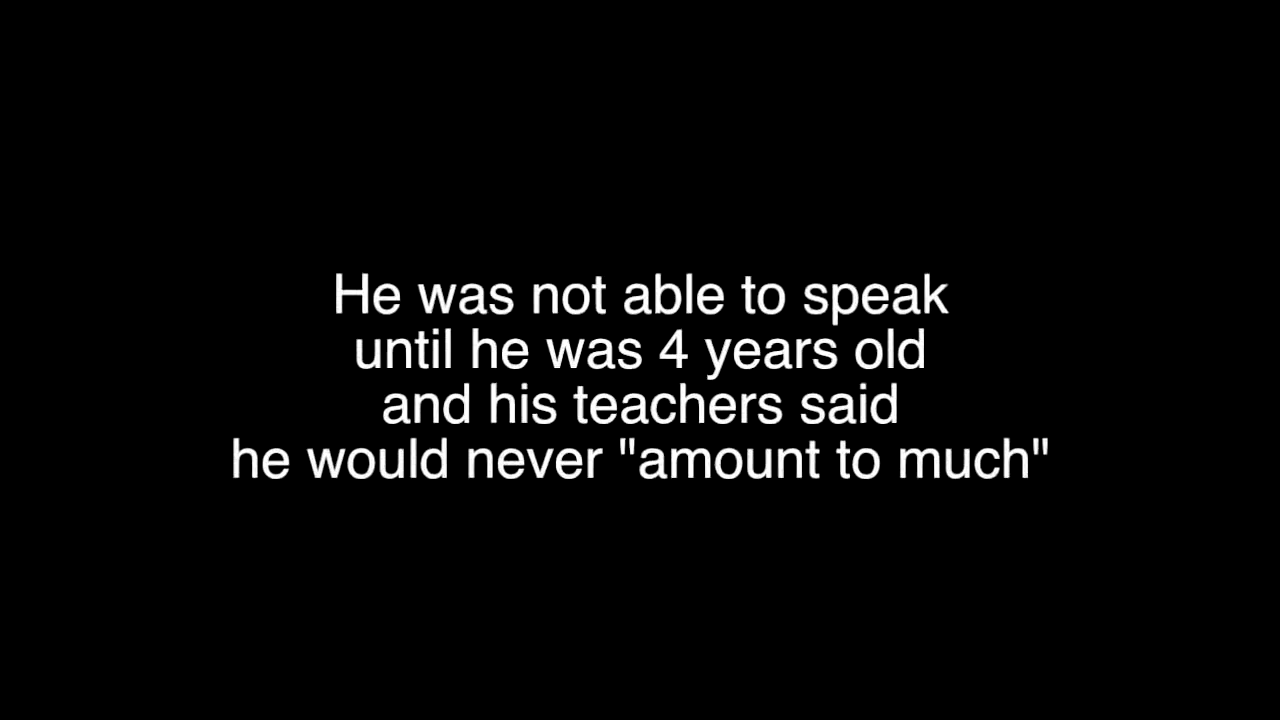 He was not able to speak
until he was 4 years old
and his teachers said
he would never "amount to much"